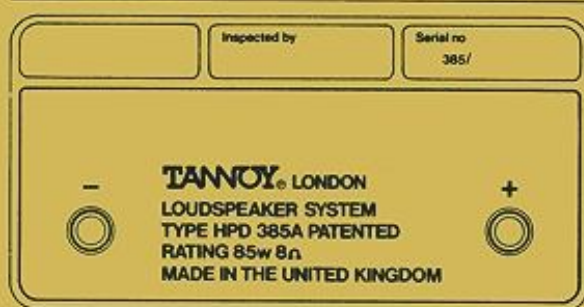 Inspected by
Serial no
385/
TANNOY® LONDON
LOUDSPEAKER SYSTEM
TYPE HPD 385A PATENTED
RATING 85w 8n
MADE IN THE UNITED KINGDOM
-
+